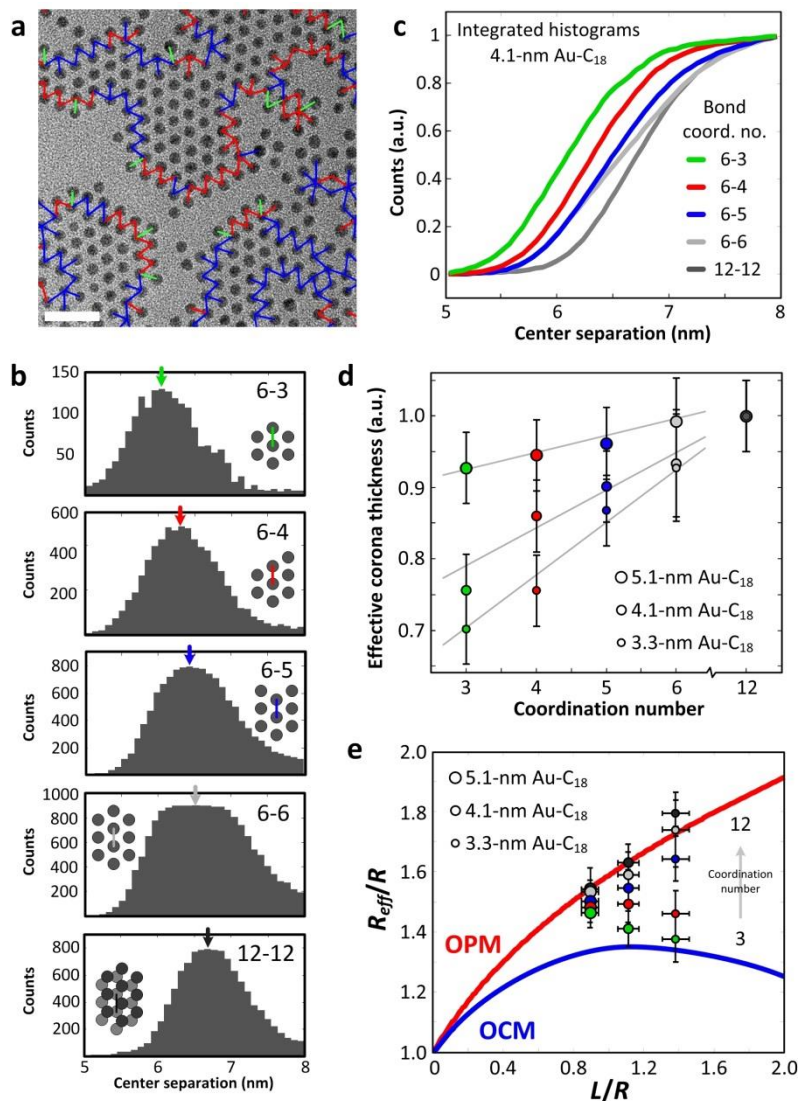 a
c
Integrated histograms
4.1-nm Au-C18
Bond
coord. no.
6-3
6-4
6-5
6-6
12-12
Counts (a.u.)
1
0.8
0.6
0.4
0.2
0
5 6 7 8
Center separation (nm)
b
150
100
50
Counts
6-3
600
400
200
Counts
6-4
800
600
400
200
Counts
6-5
1000
800
600
400
200
Counts
6-6
800
600
400
200
Counts
12-12
5 6 7 8
Center separation (nm)
d
Effective corona thickness (a.u.)
1.0
0.9
0.8
0.7
5.1-nm Au-C18
4.1-nm Au-C18
3.3-nm Au-C18
3 4 5 6 12
Coordination number
e
Reff/R
2.0
1.8
1.6
1.4
1.2
1.0
5.1-nm Au-C18
4.1-nm Au-C18
3.3-nm Au-C18
12
Coordination
number
3
OPM
OCM
0 0.4 0.8 1.2 1.6 2.0
L/R